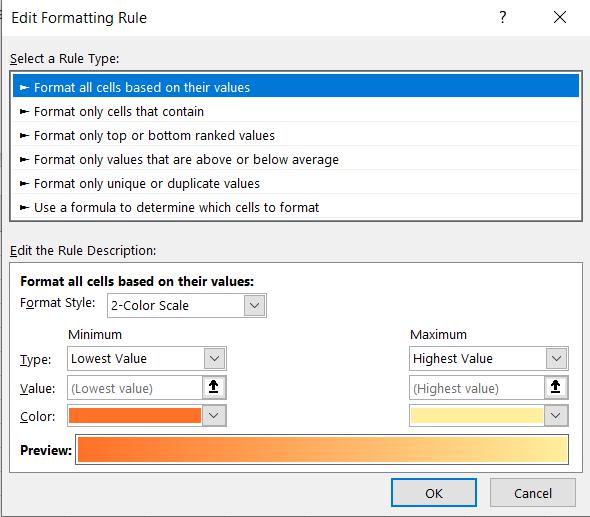 Edit Formatting Rule ?
Select a Rule Type:
► Format all cells based on their values
► Format only cells that contain
► Format only top or bottom ranked values
► Format only values that are above or below average
► Format only unique or duplicate values
► Use a formula to determine which cells to format
Edit the Rule Description:
Format all cells based on their values:
Format Style: 2-Color Scale
Minimum Maximum
Type: Lowest Value Highest Value
Value: (Lowest value) (Highest value)
Color:
Preview:
OK Cancel